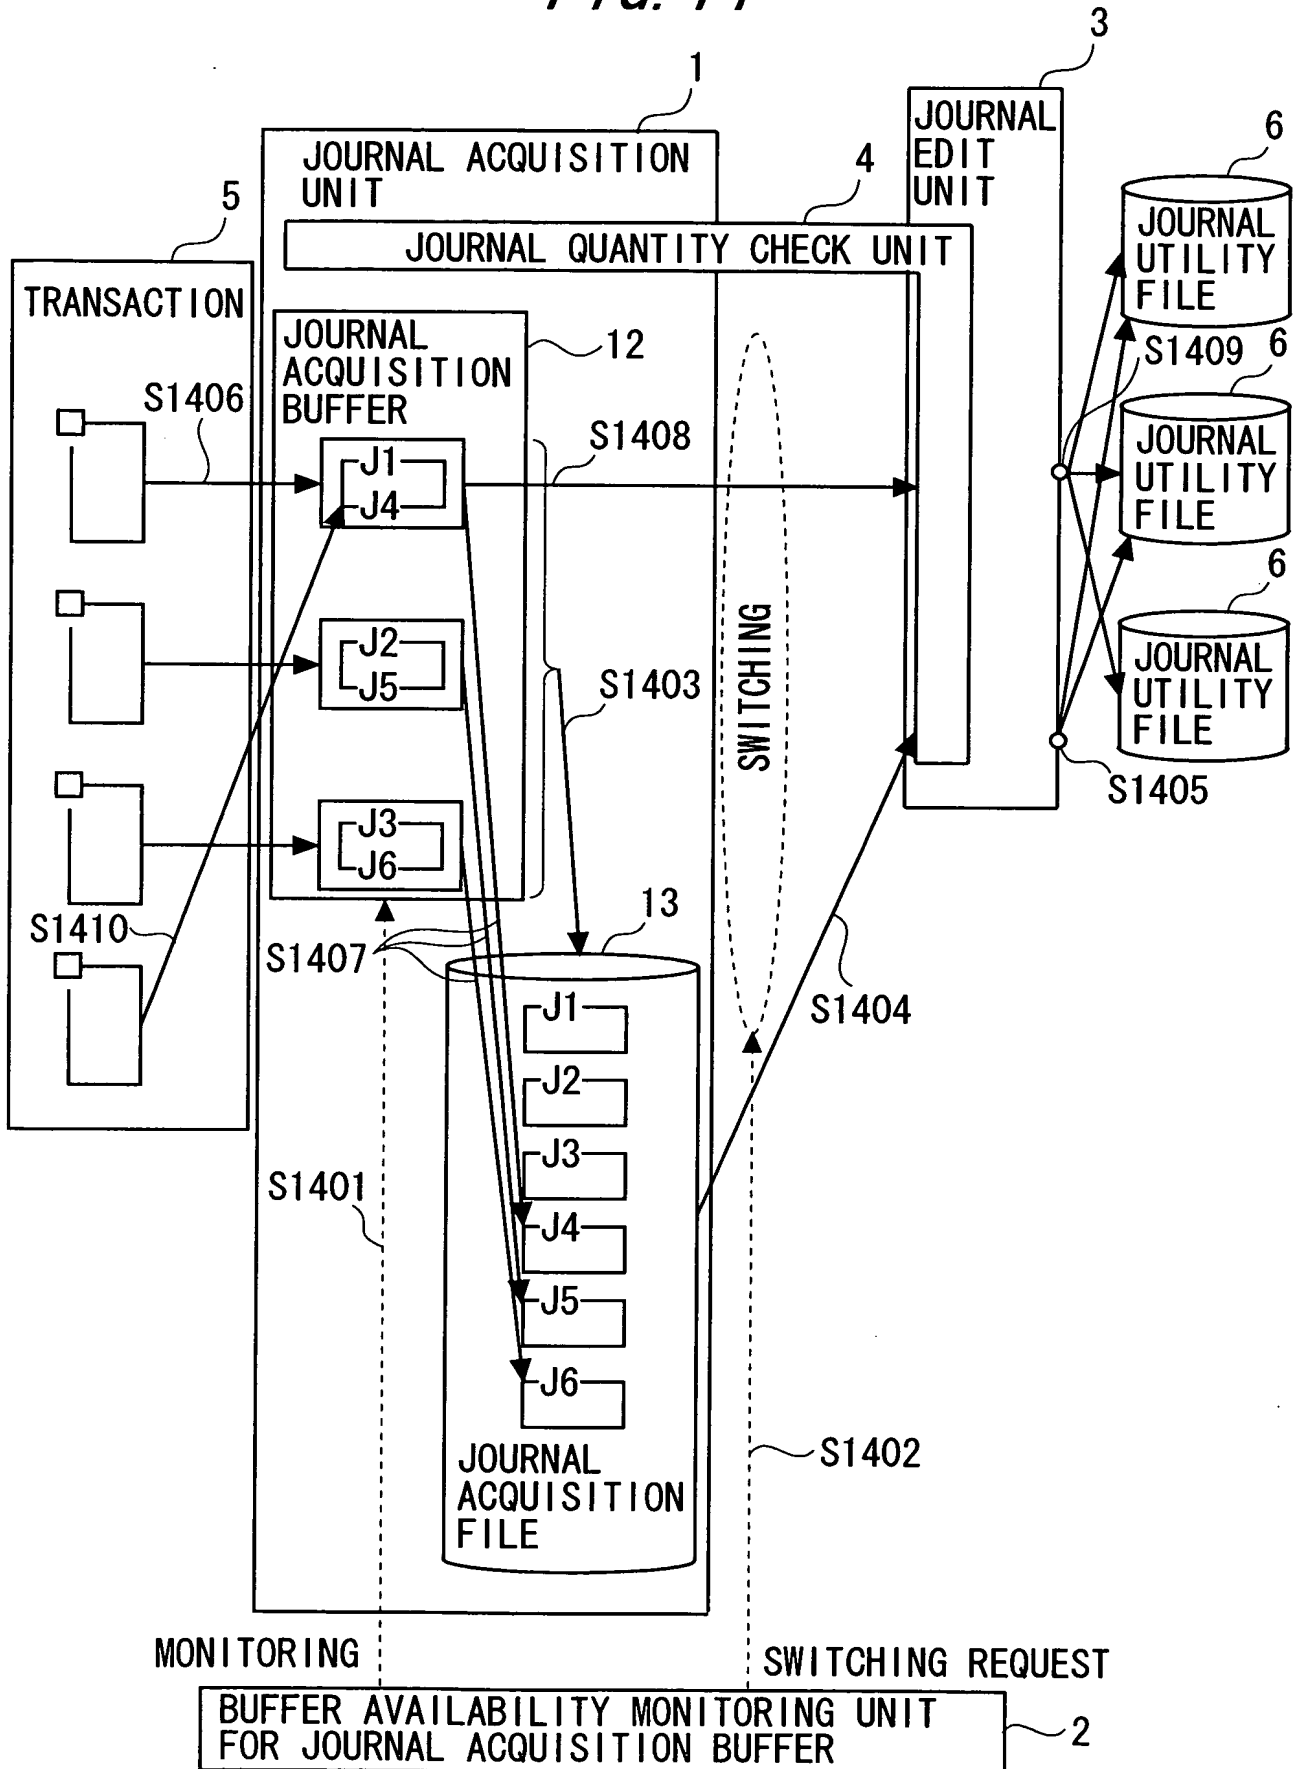 3
1
JOURNAL
EDIT
UNIT
6
JOURNAL ACQUISITION
UNIT
4
5
JOURNAL
UTILITY
FILE
JOURNAL QUANTITY CHECK UNIT
TRANSACTION
JOURNAL
ACQUISITION
BUFFER
12
S1409
6
S1406
S1408
JOURNAL
UTILITY
FILE
J1
J4
6
J2
J5
S1403
SWITCHING
JOURNAL
UTILITY
FILE
S1405
J3
J6
S1410
S1407
13
S1404
J1
J2
J3
S1401
J4
J5
J6
S1402
JOURNAL
ACQUISITION
FILE
MONITORING
SWITCHING REQUEST
BUFFER AVAILABILITY MONITORING UNIT
FOR JOURNAL ACQUISITION BUFFER
2